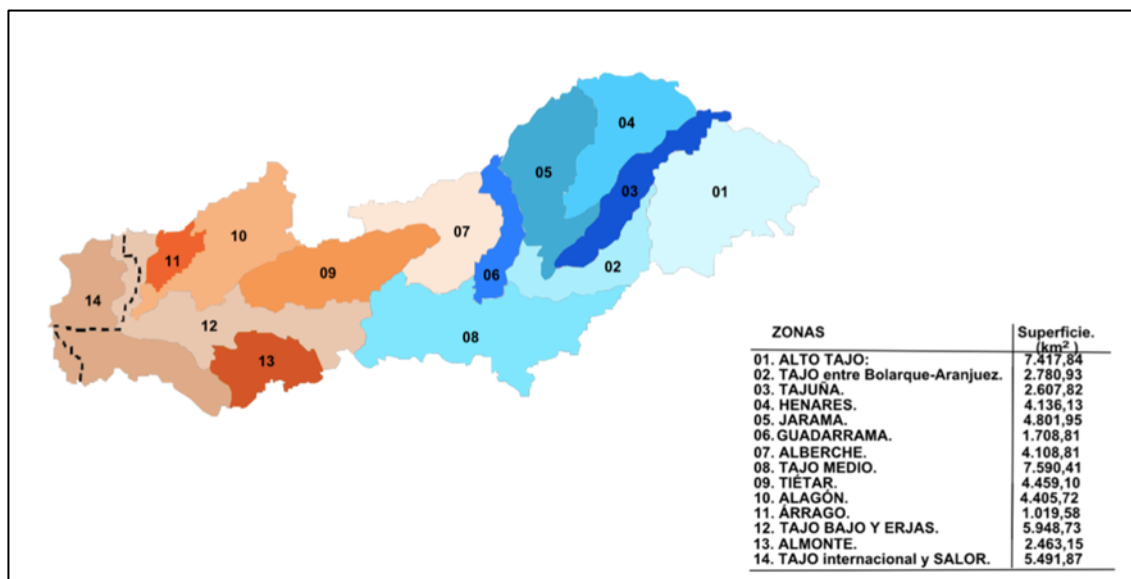 04
05
01
03
10
07
11
02
09
06
14
12
08
13
ZONAS Superficie.
(km² )
01. ALTO TAJO: 7.417,84
02. TAJO entre Bolarque-Aranjuez. 2.780,93
03. TAJUÑA. 2.607,82
04. HENARES. 4.136,13
05. JARAMA. 4.801,95
06. GUADARRAMA. 1.708,81
07. ALBERCHE. 4.108,81
08. TAJO MEDIO. 7.590,41
09. TIÉTAR. 4.459,10
10. ALAGÓN. 4.405,72
11. ÁRRAGO. 1.019,58
12. TAJO BAJO Y ERJAS. 5.948,73
13. ALMONTE. 2.463,15
14. TAJO internacional y SALOR. 5.491,87